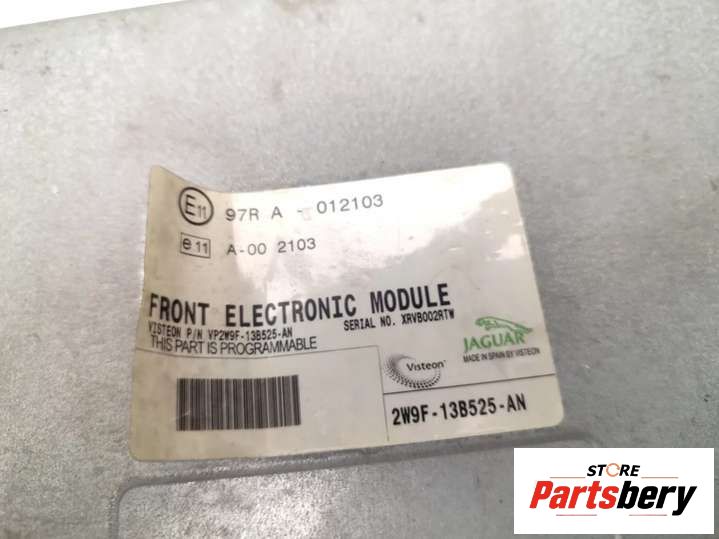 E11 97R A - 012103
e11 A-00 2103
FRONT ELECTRONIC MODULE
VISTEON P/N VP2W9F-13B525-AN SERIAL NO. XRVB002RTW
THIS PART IS PROGRAMMABLE
Visteon
JAGUAR
MADE IN SPAIN BY VISTEON
2W9F-13B525-AN
STORE
Partsbery